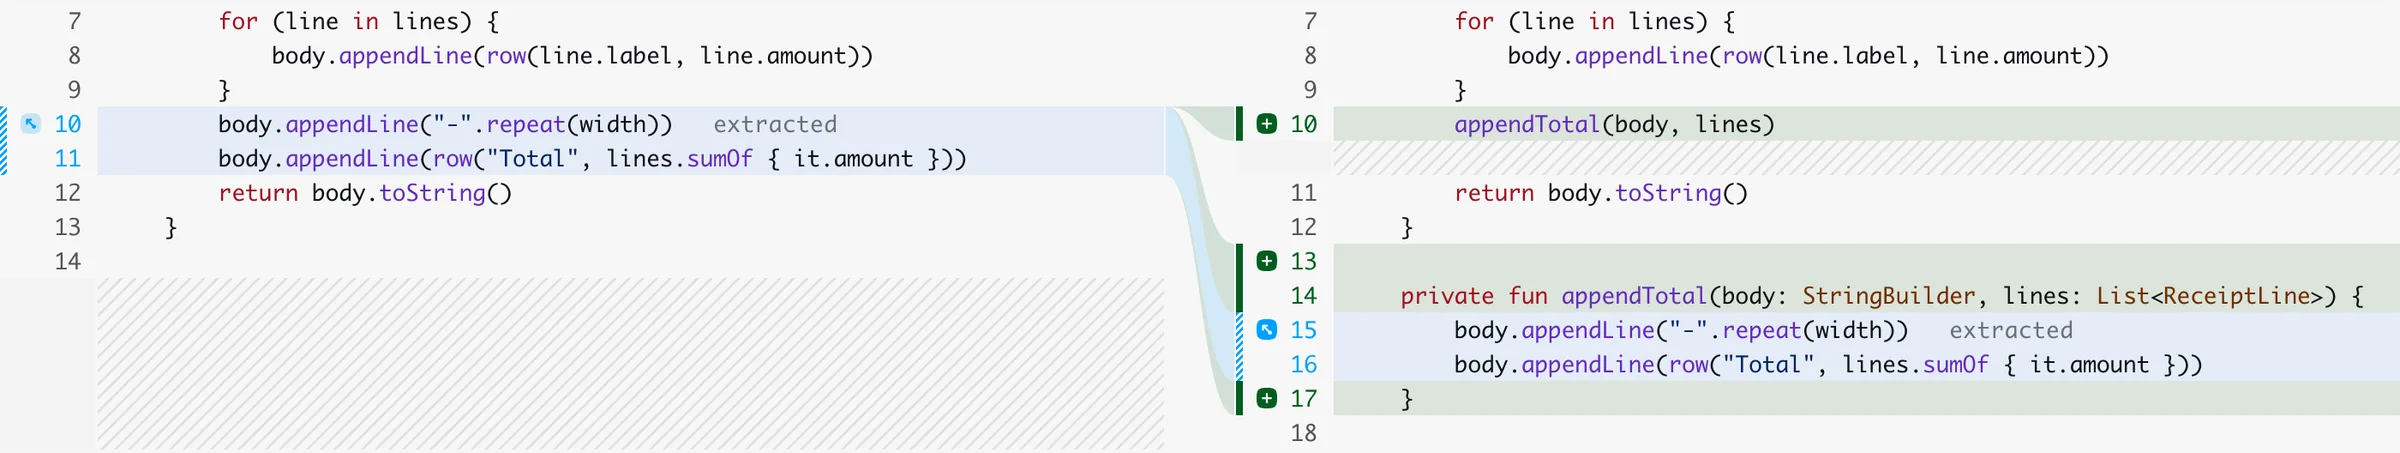 7 for (line in lines) {
8 body.appendLine(row(line.label, line.amount))
9 }
10 body.appendLine("-".repeat(width)) extracted
11 body.appendLine(row("Total", lines.sumOf { it.amount }))
12 return body.toString()
13 }
14
7 for (line in lines) {
8 body.appendLine(row(line.label, line.amount))
9 }
10 appendTotal(body, lines)
11 return body.toString()
12 }
13
14 private fun appendTotal(body: StringBuilder, lines: List<ReceiptLine>) {
15 body.appendLine("-".repeat(width)) extracted
16 body.appendLine(row("Total", lines.sumOf { it.amount }))
17 }
18